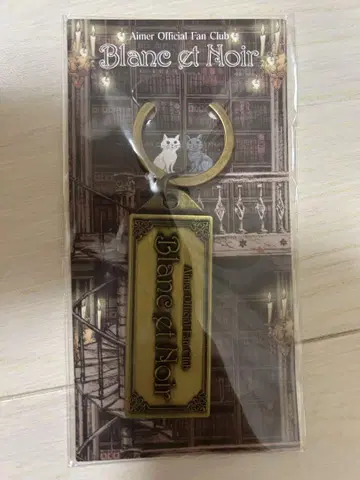 Aimer Official Fan Club
Blanc et Noir
Aimer Official Fan Club
Blanc et Noir